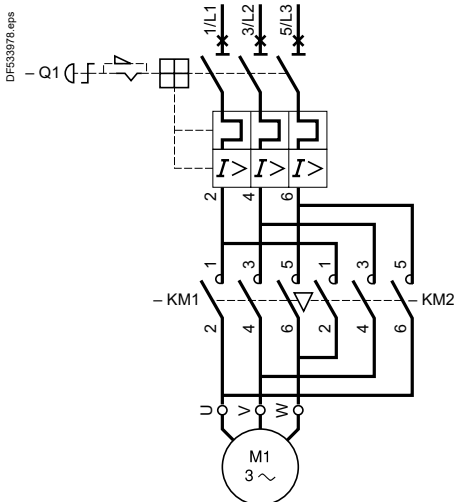 DF533978.eps
1/L1 3/L2 5/L3
– Q1
I> I> I>
2 4 6
1 3 5 1 3 5
– KM1 – KM2
2 4 6 2 4 6
U V W
M1
3 ~